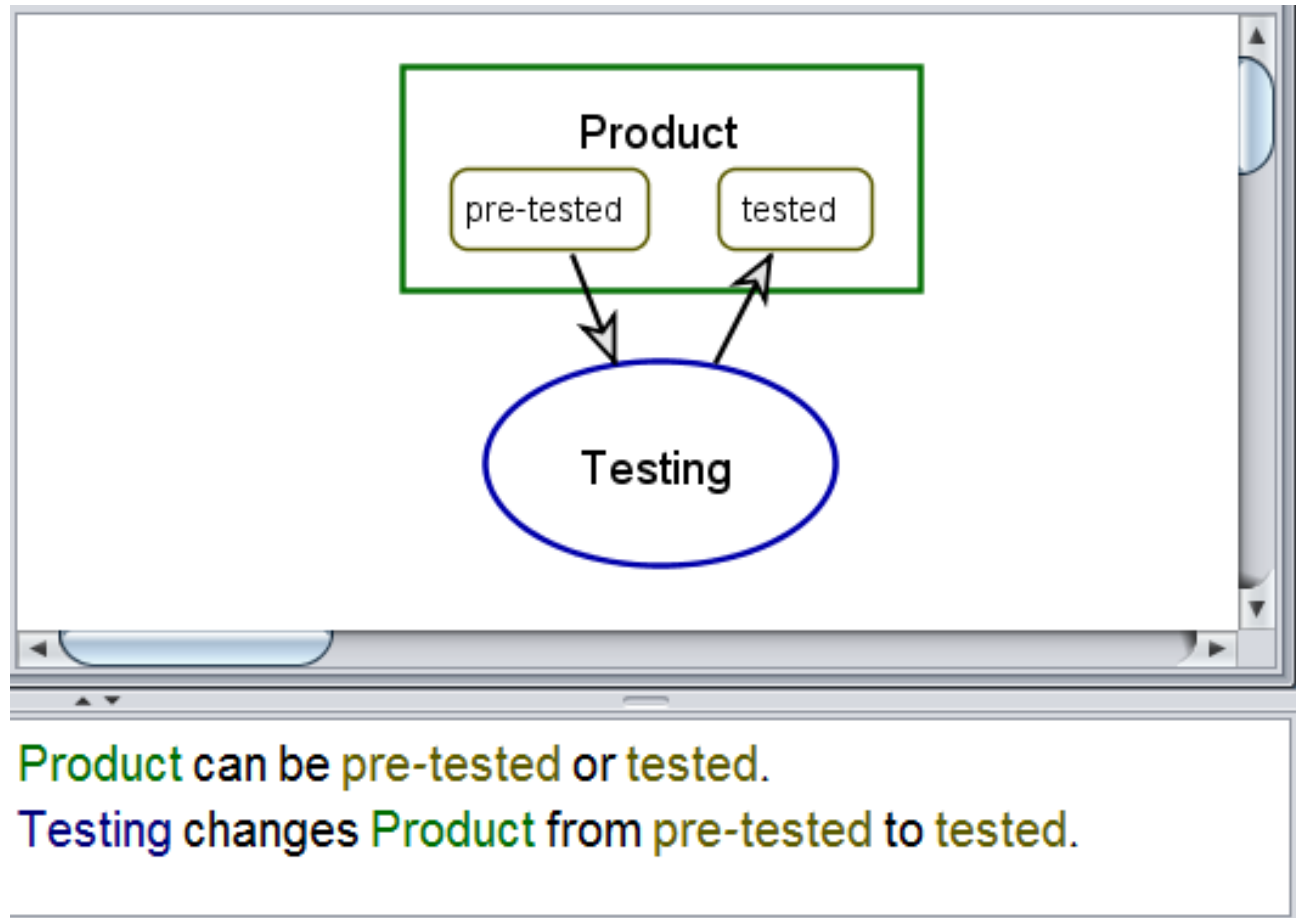 Product
pre-tested tested
Testing
Product can be pre-tested or tested.
Testing changes Product from pre-tested to tested.